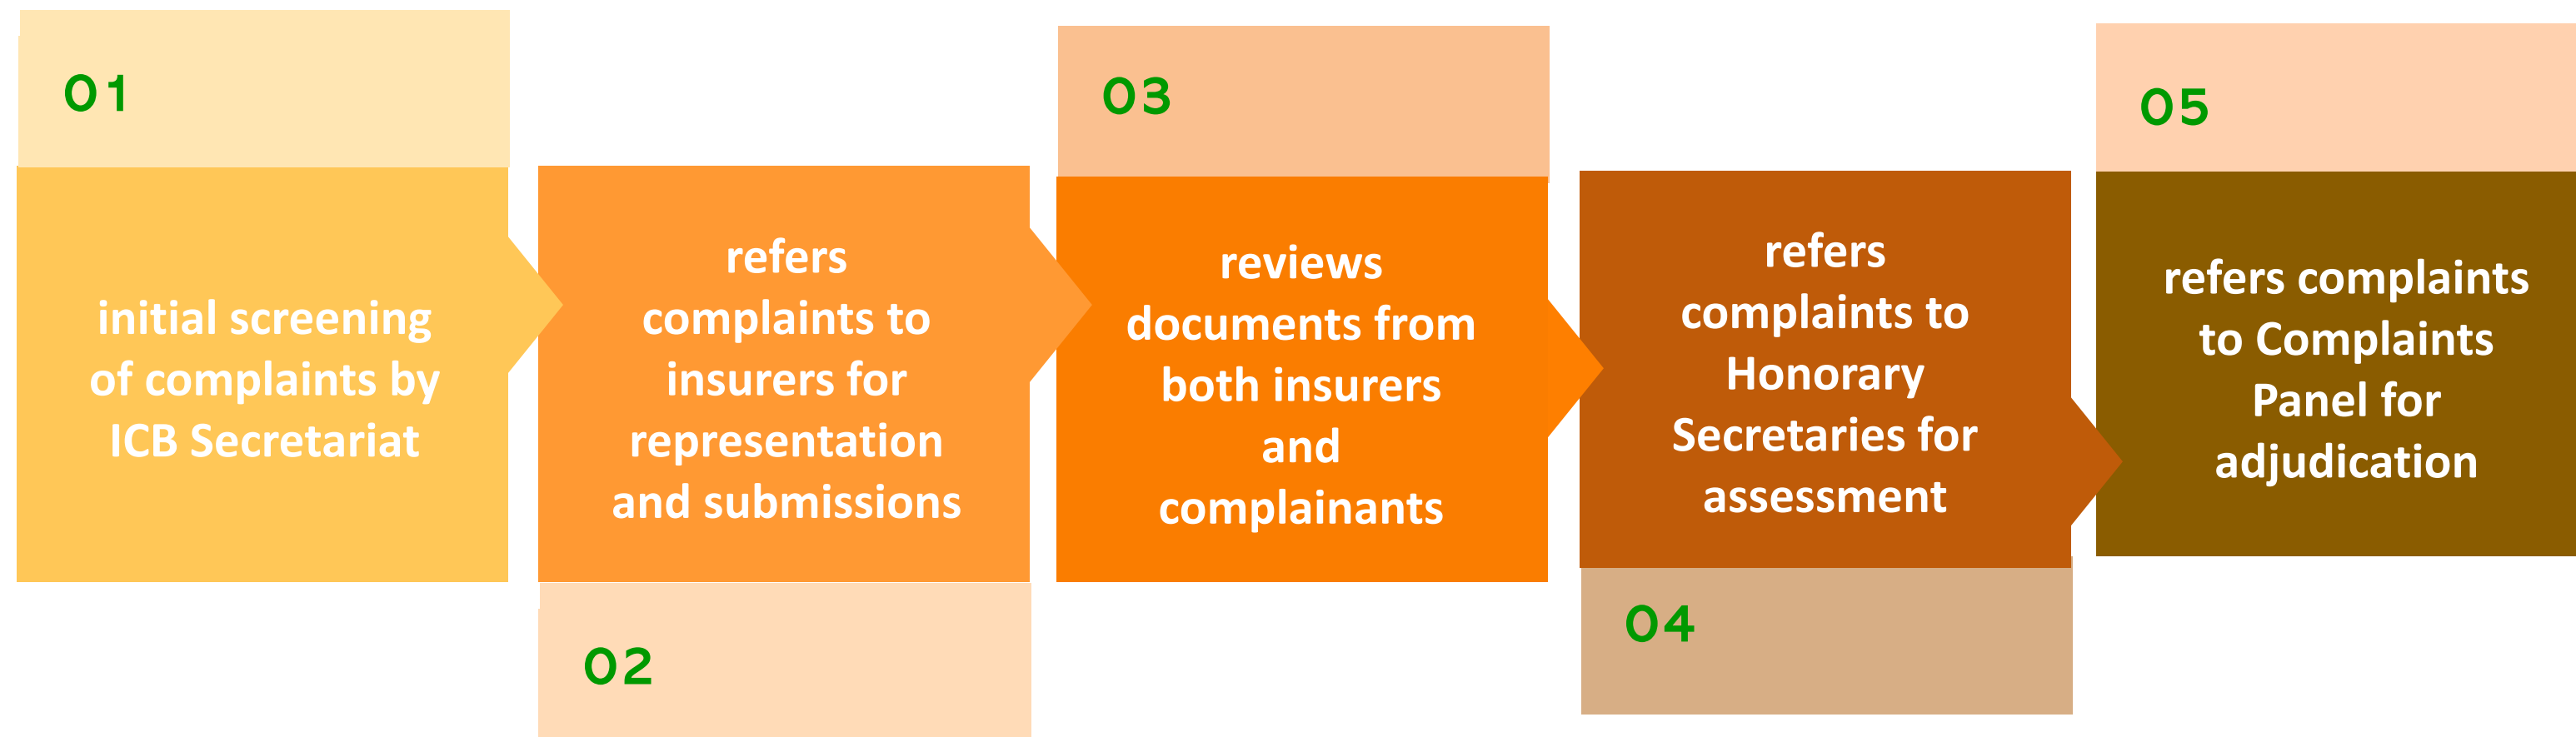 01
initial screening
of complaints by
ICB Secretariat
02
refers
complaints to
insurers for
representation
and submissions
03
reviews
documents from
both insurers
and
complainants
04
refers
complaints to
Honorary
Secretaries for
assessment
05
refers complaints
to Complaints
Panel for
adjudication